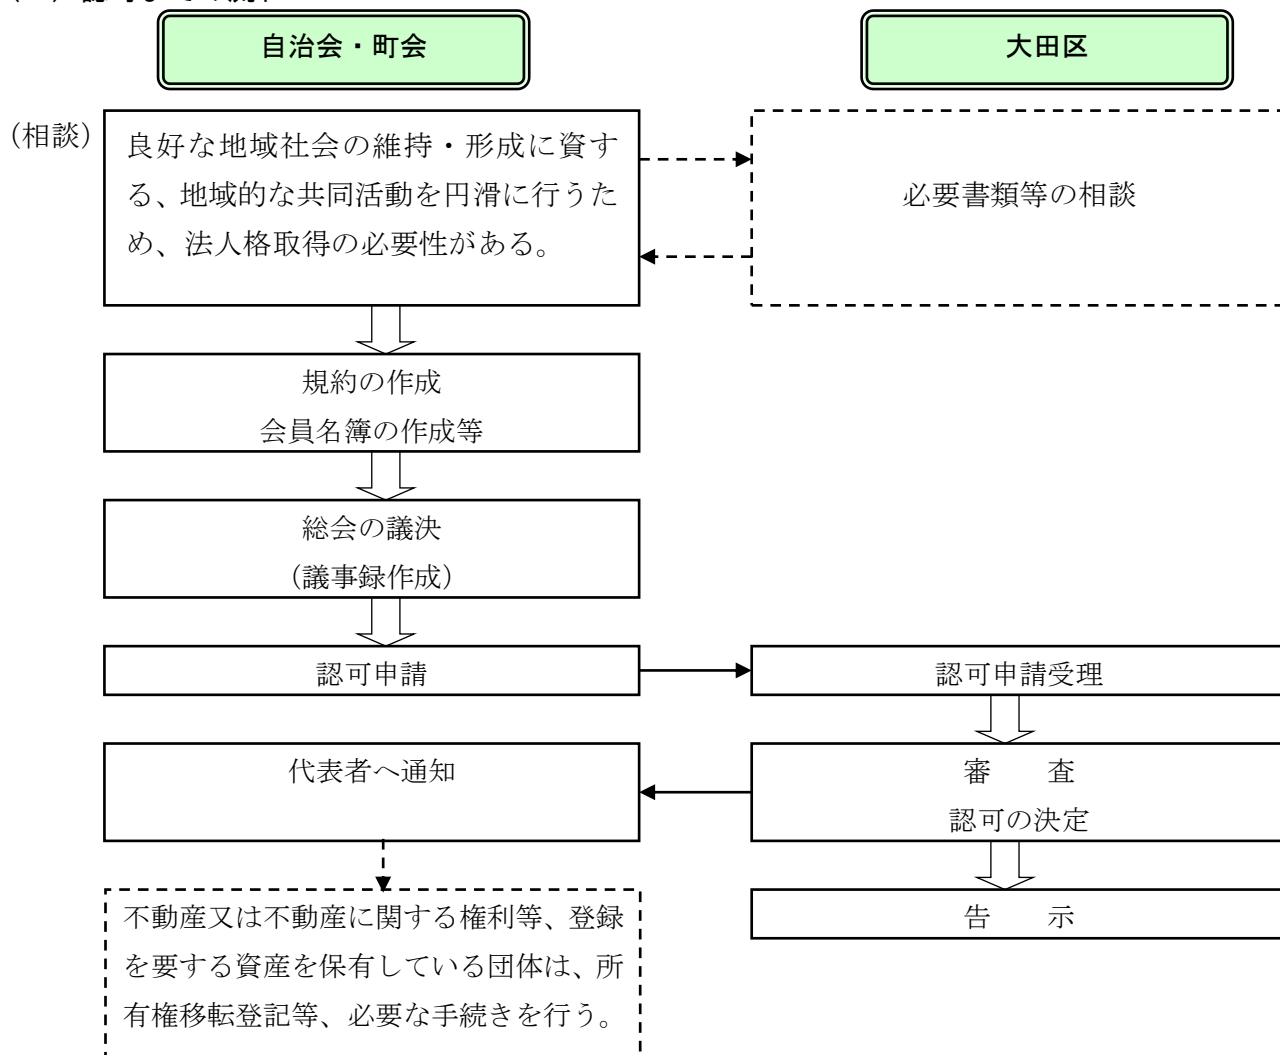 自治会・町会
大田区
(相談)
良好な地域社会の維持・形成に資す
る、地域的な共同活動を円滑に行うた
め、法人格取得の必要性がある。
必要書類等の相談
規約の作成
会員名簿の作成等
総会の議決
(議事録作成)
認可申請
認可申請受理
代表者へ通知
審　査
認可の決定
不動産又は不動産に関する権利等、登録
を要する資産を保有している団体は、所
有権移転登記等、必要な手続きを行う。
告　示